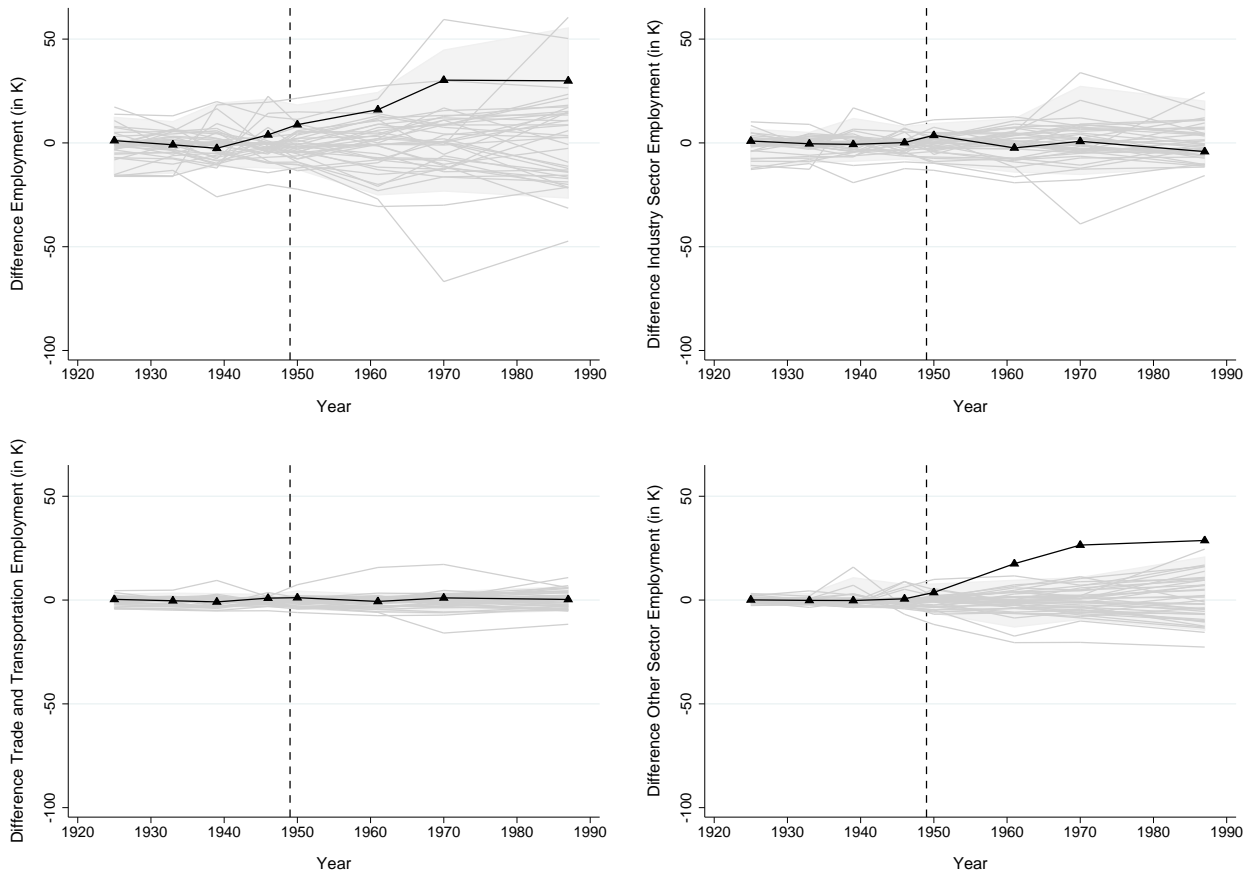 Difference Employment (in K)
50
0
-50
-100
1920 1930 1940 1950 1960 1970 1980 1990
Year
Difference Industry Sector Employment (in K)
50
0
-50
-100
1920 1930 1940 1950 1960 1970 1980 1990
Year
Difference Trade and Transportation Employment (in K)
50
0
-50
-100
1920 1930 1940 1950 1960 1970 1980 1990
Year
Difference Other Sector Employment (in K)
50
0
-50
-100
1920 1930 1940 1950 1960 1970 1980 1990
Year